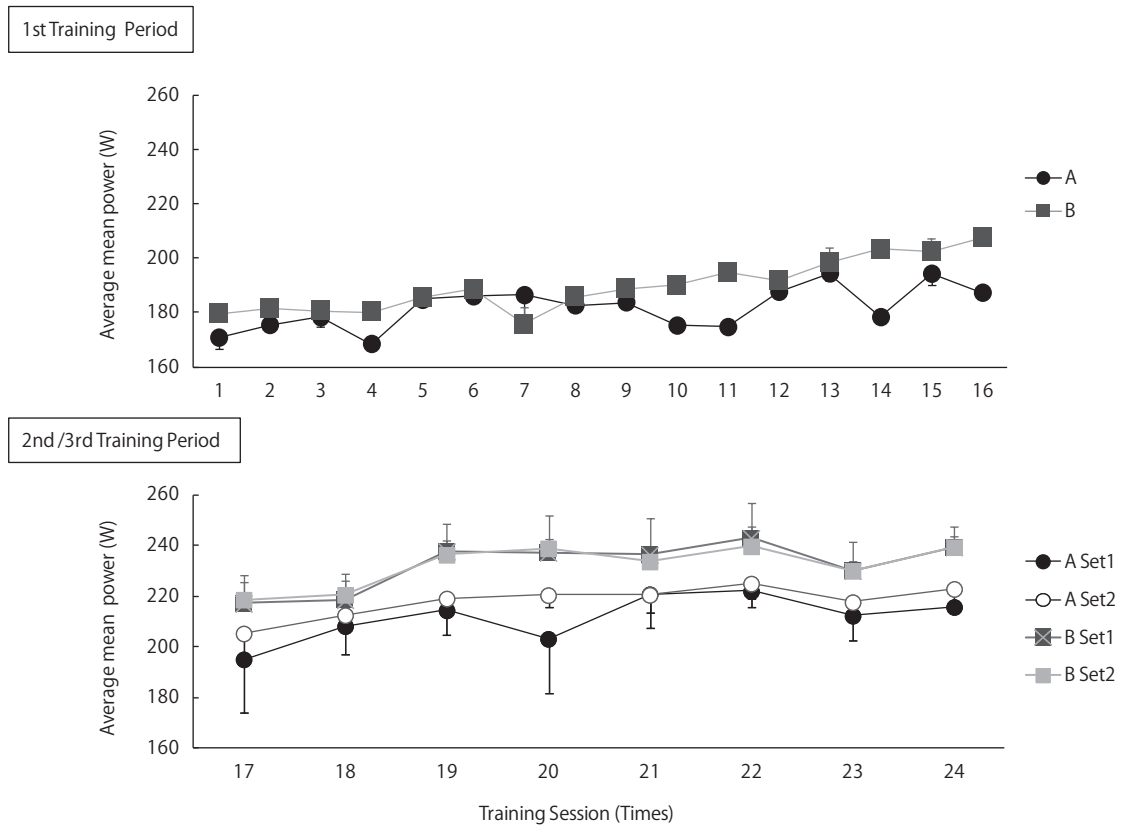 1st Training Period
260
240
220
200
180
160
Average mean power (W)
1 2 3 4 5 6 7 8 9 10 11 12 13 14 15 16
A
B
2nd /3rd Training Period
260
240
220
200
180
160
Average mean power (W)
17 18 19 20 21 22 23 24
Training Session (Times)
A Set1
A Set2
B Set1
B Set2